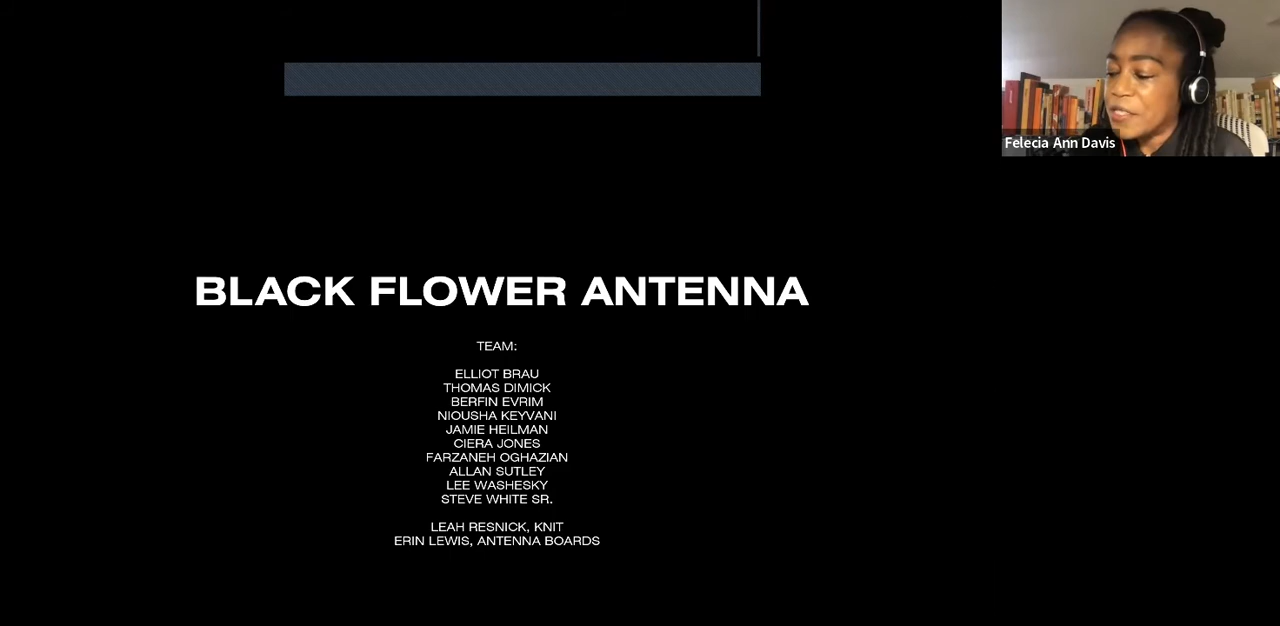 BLACK FLOWER ANTENNA
TEAM:
ELLIOT BRAU
THOMAS DIMICK
BERFIN EVRIM
NIOUSHA KEYVANI
JAMIE HEILMAN
CIERA JONES
FARZANEH OGHAZIAN
ALLAN SUTLEY
LEE WASHESKY
STEVE WHITE SR.
LEAH RESNICK, KNIT
ERIN LEWIS, ANTENNA BOARDS
Felecia Ann Davis